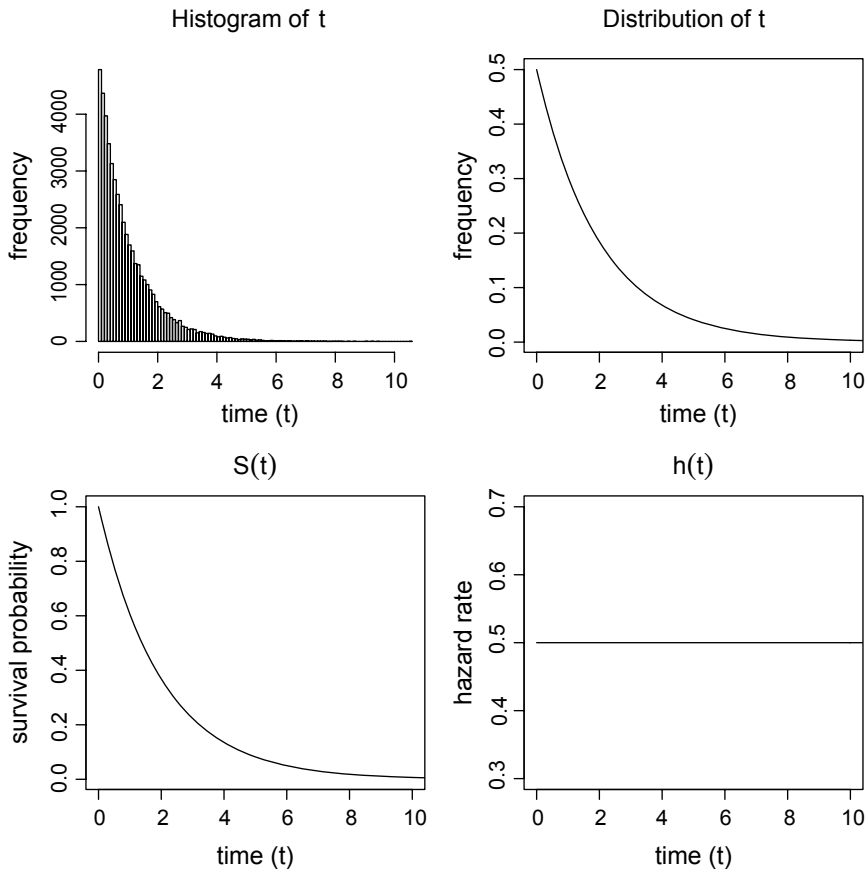 Histogram of t
frequency
0 1000 2000 3000 4000
0 2 4 6 8 10
time (t)
Distribution of t
frequency
0.0 0.1 0.2 0.3 0.4 0.5
0 2 4 6 8 10
time (t)
S(t)
survival probability
0.0 0.2 0.4 0.6 0.8 1.0
0 2 4 6 8 10
time (t)
h(t)
hazard rate
0.3 0.4 0.5 0.6 0.7
0 2 4 6 8 10
time (t)